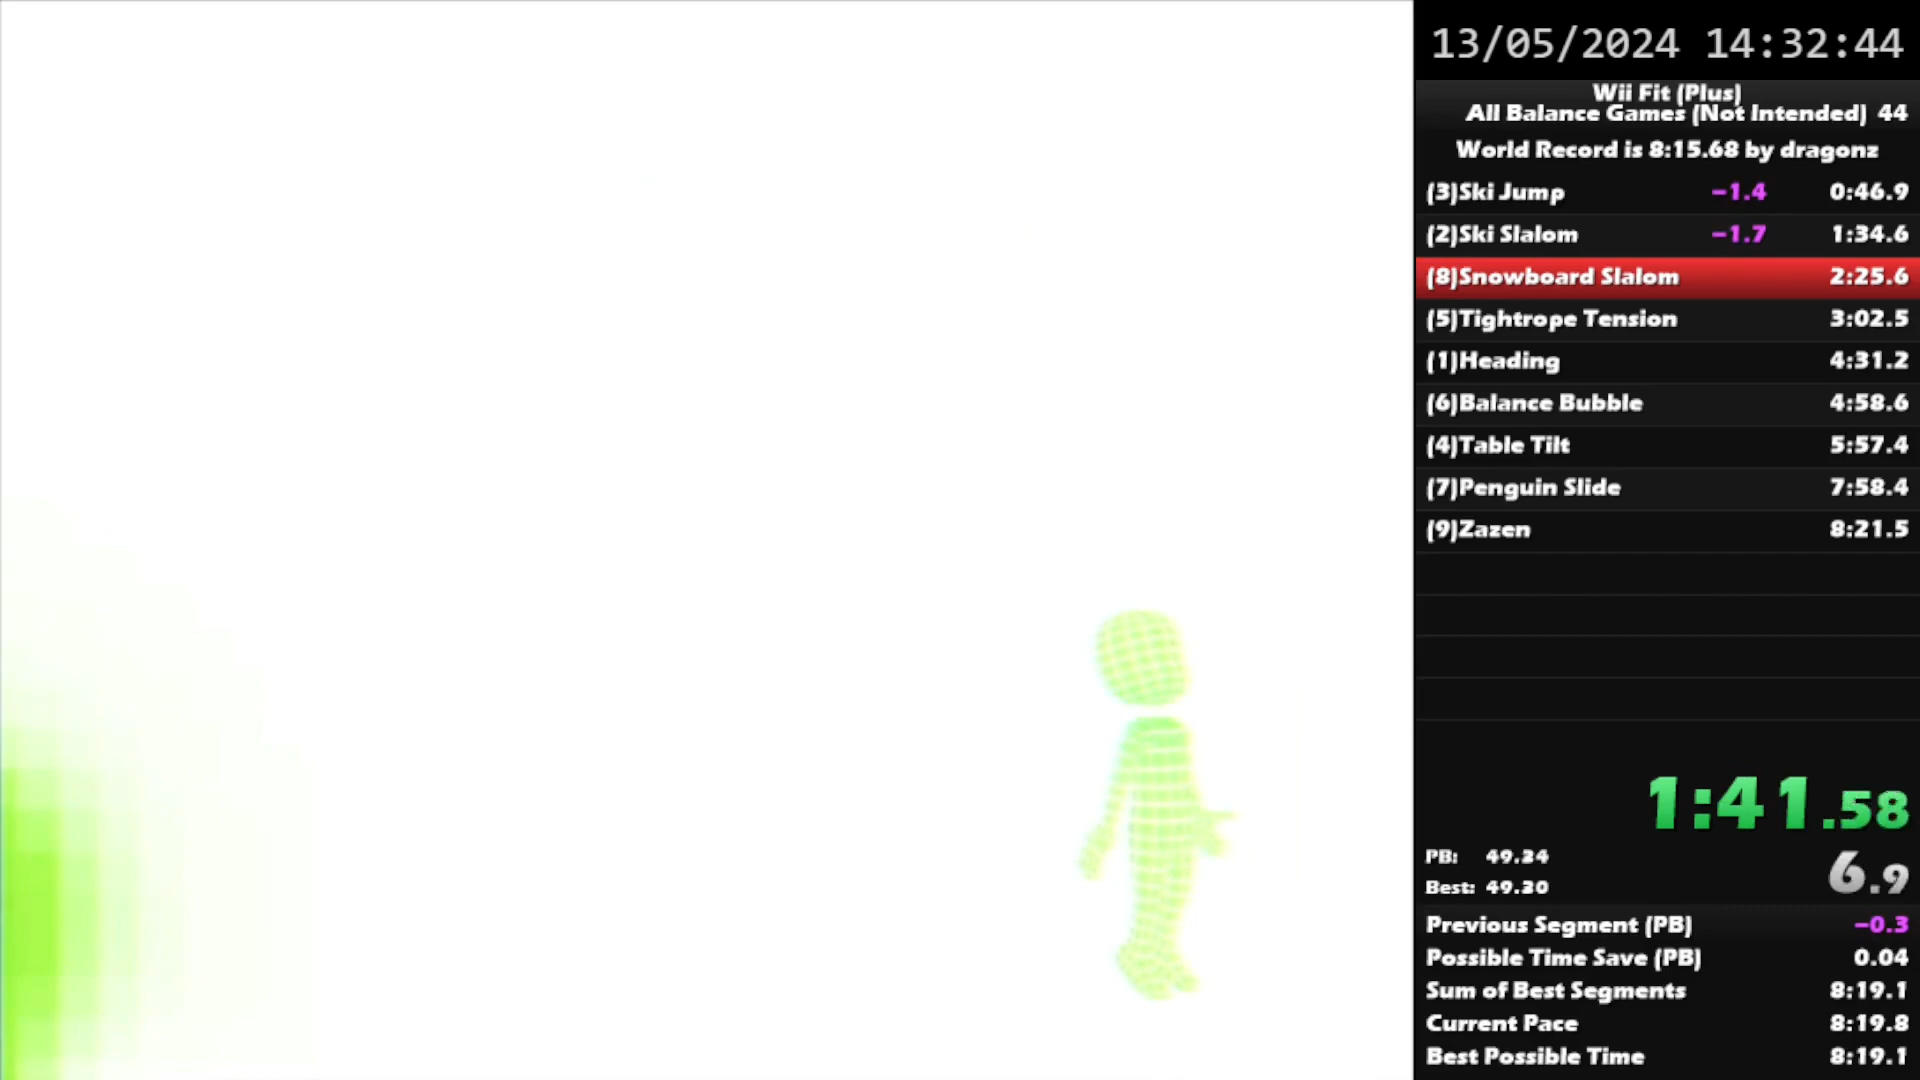 13/05/2024 14:32:44
Wii Fit (Plus)
All Balance Games (Not Intended) 44
World Record is 8:15.68 by dragonz
(3)Ski Jump −1.4 0:46.9
(2)Ski Slalom −1.7 1:34.6
(8)Snowboard Slalom 2:25.6
(5)Tightrope Tension 3:02.5
(1)Heading 4:31.2
(6)Balance Bubble 4:58.6
(4)Table Tilt 5:57.4
(7)Penguin Slide 7:58.4
(9)Zazen 8:21.5
1:41.58
PB: 49.34 6.9
Best: 49.30
Previous Segment (PB) −0.3
Possible Time Save (PB) 0.04
Sum of Best Segments 8:19.1
Current Pace 8:19.8
Best Possible Time 8:19.1